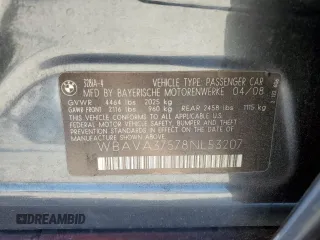 328i/A-4 VEHICLE TYPE: PASSENGER CAR
MFD BY BAYERISCHE MOTORENWERKE 04/08
GVWR 4464 lbs 2025 kg
GAWR FRONT 2116 lbs 960 kg REAR 2458 lbs 1115 kg
THIS VEHICLE CONFORMS TO ALL APPLICABLE
FEDERAL MOTOR VEHICLE SAFETY, BUMPER, AND THEFT
PREVENTION STANDARDS IN EFFECT ON THE DATE OF
MANUFACTURE SHOWN ABOVE.
WBAVA37578NL53207